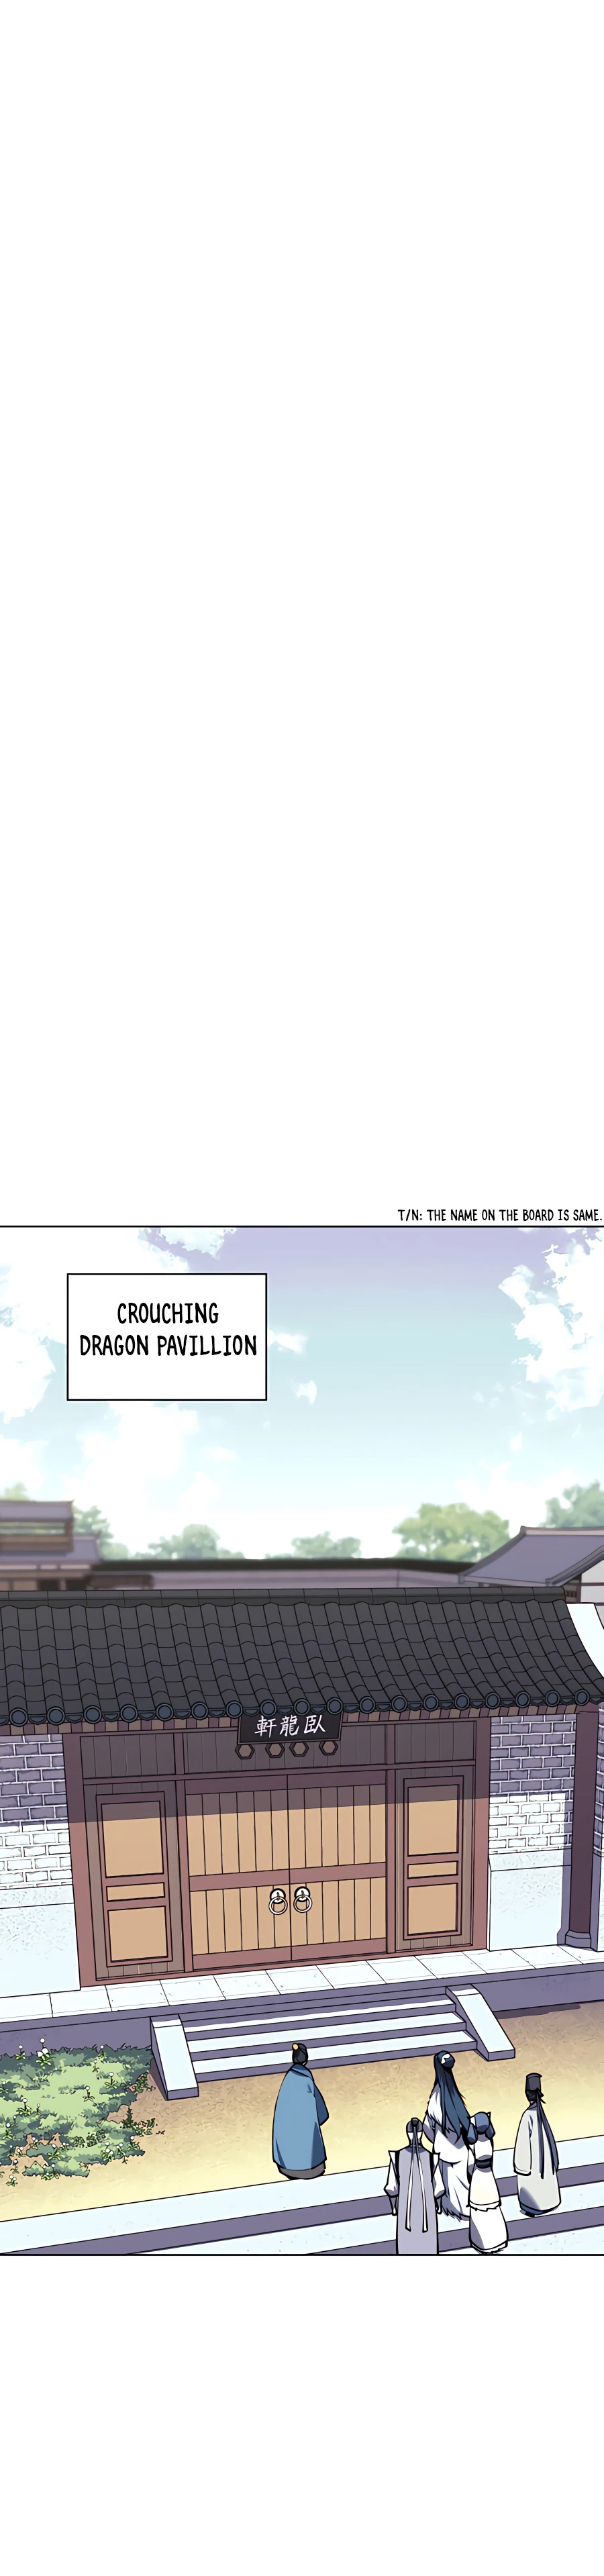 T/N: THE NAME ON THE BOARD IS SAME.
CROUCHING
DRAGON PAVILLION
軒龍臥